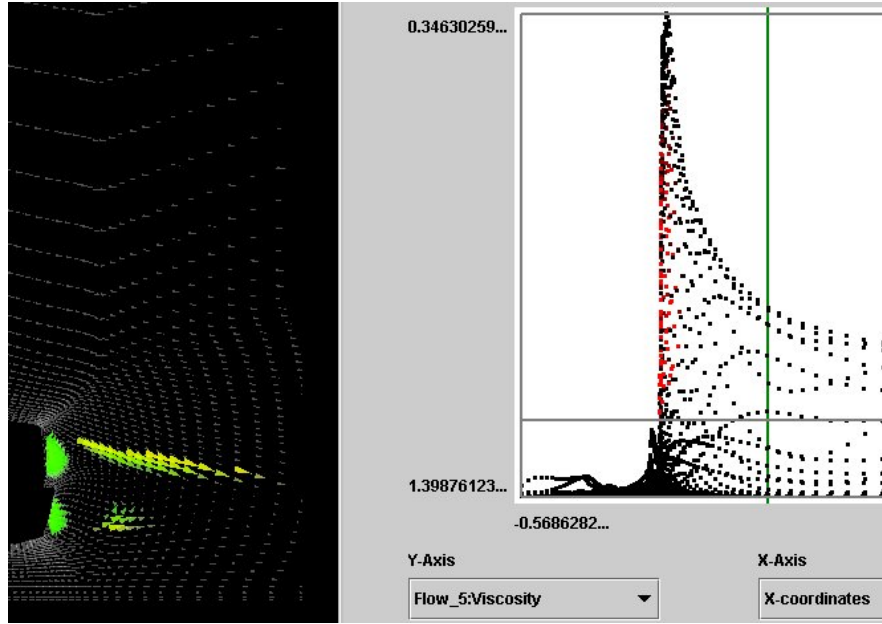 0.34630259...
1.39876123...
-0.5686282...
Y-Axis
X-Axis
Flow_5:Viscosity
X-coordinates